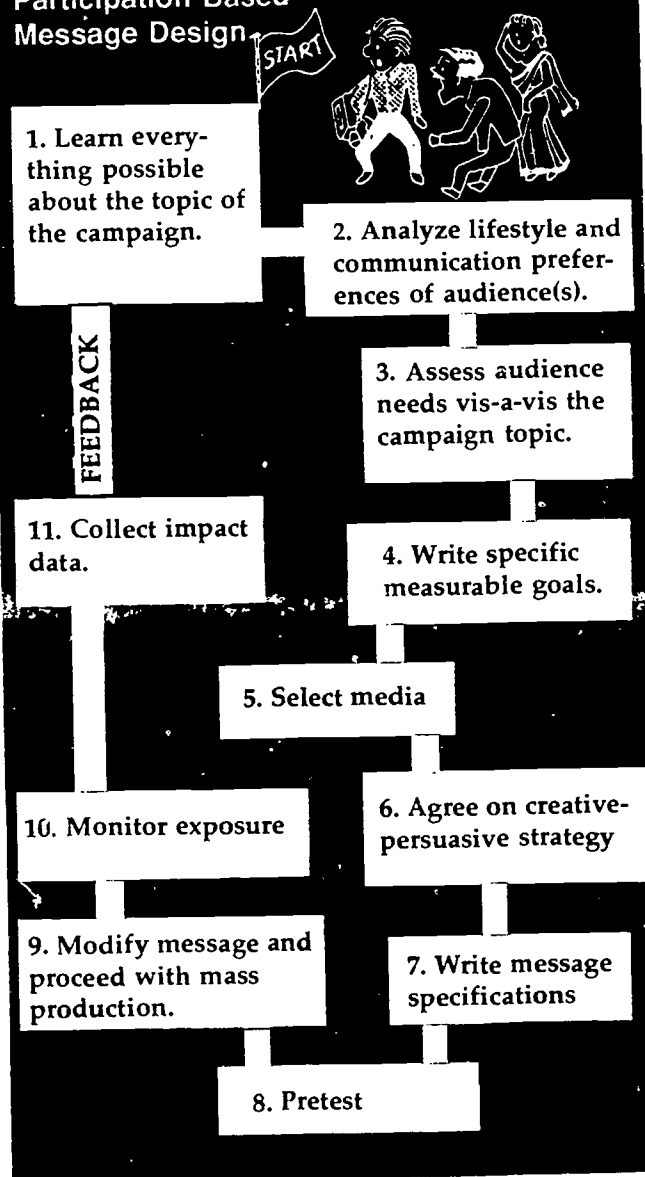 Participation Based
Message Design
START
1. Learn every-
thing possible
about the topic of
the campaign.
2. Analyze lifestyle and
communication prefer-
ences of audience(s).
3. Assess audience
needs vis-a-vis the
campaign topic.
4. Write specific
measurable goals.
5. Select media
6. Agree on creative-
persuasive strategy
7. Write message
specifications
8. Pretest
9. Modify message and
proceed with mass
production.
10. Monitor exposure
11. Collect impact
data.
FEEDBACK